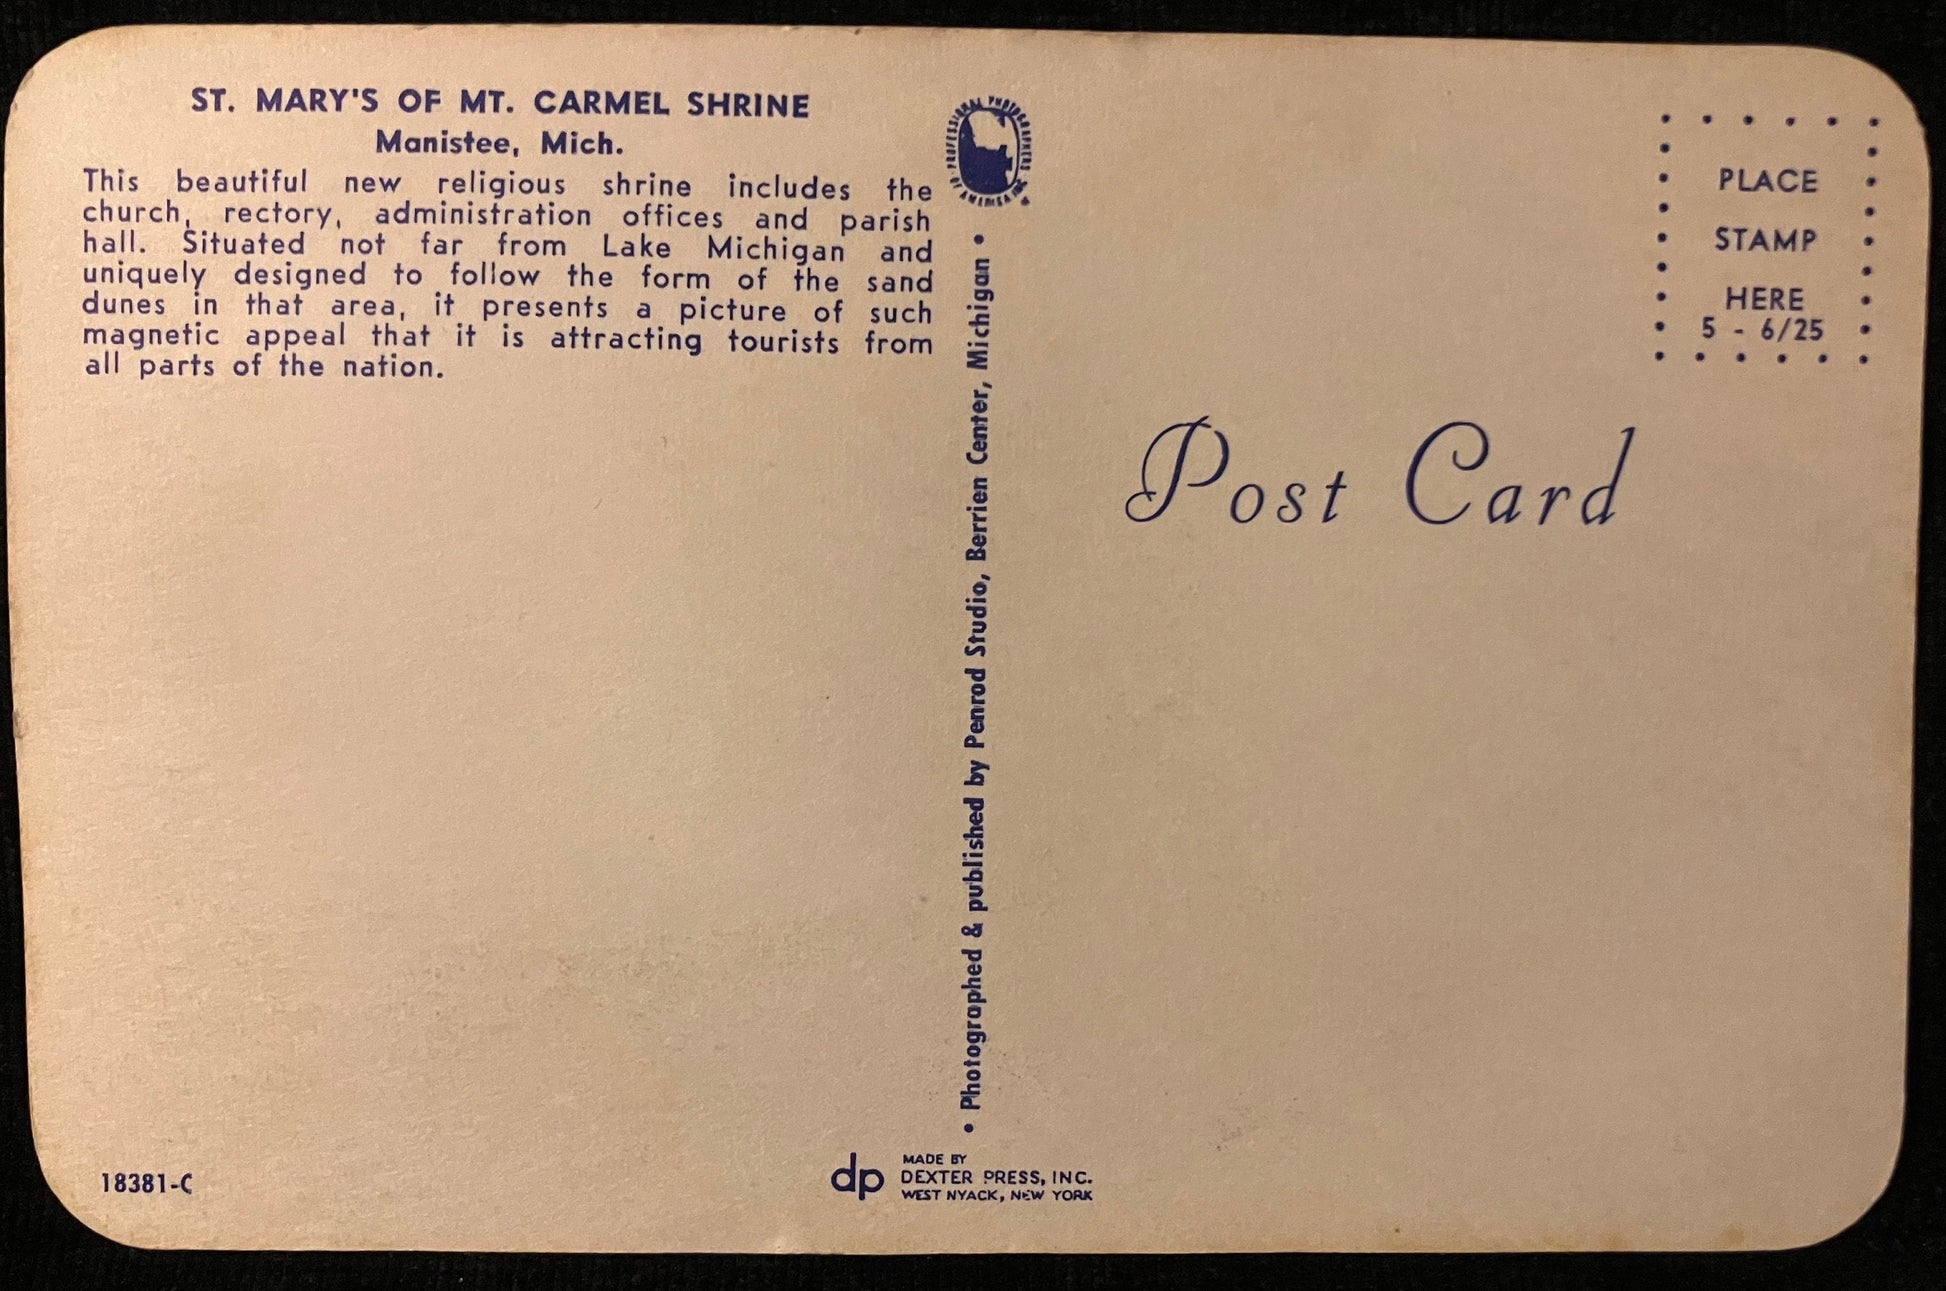 ST. MARY'S OF MT. CARMEL SHRINE
Manistee, Mich.
This beautiful new religious shrine includes the
church, rectory, administration offices and parish
hall. Situated not far from Lake Michigan and
uniquely designed to follow the form of the sand
dunes in that area, it presents a picture of such
magnetic appeal that it is attracting tourists from
all parts of the nation.
18381-C
PROFESSIONAL PHOTOGRAPHERS OF AMERICA
• Photographed & published by Penrod Studio, Berrien Center, Michigan •
dp
MADE BY
DEXTER PRESS, INC.
WEST NYACK, NEW YORK
PLACE
STAMP
HERE
5 - 6/25
Post Card